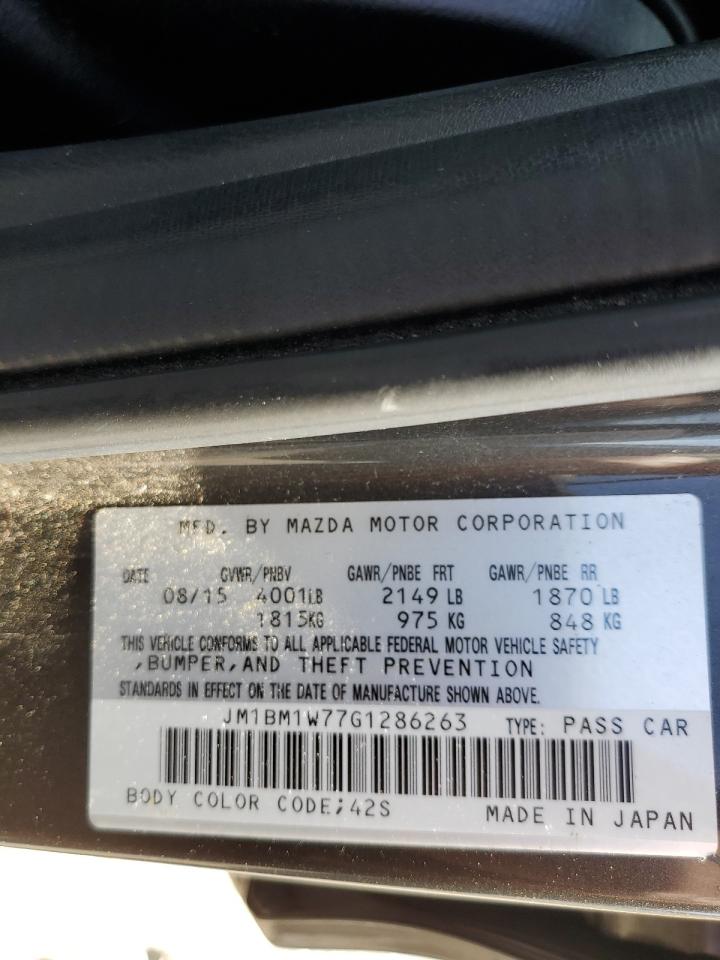 MFD. BY MAZDA MOTOR CORPORATION
DATE GVWR/PNBV GAWR/PNBE FRT GAWR/PNBE RR
08/15 4001LB 2149 LB 1870 LB
1815KG 975 KG 848 KG
THIS VEHICLE CONFORMS TO ALL APPLICABLE FEDERAL MOTOR VEHICLE SAFETY
,BUMPER,AND THEFT PREVENTION
STANDARDS IN EFFECT ON THE DATE OF MANUFACTURE SHOWN ABOVE.
JM1BM1W77G1286263 TYPE: PASS CAR
BODY COLOR CODE;42S MADE IN JAPAN